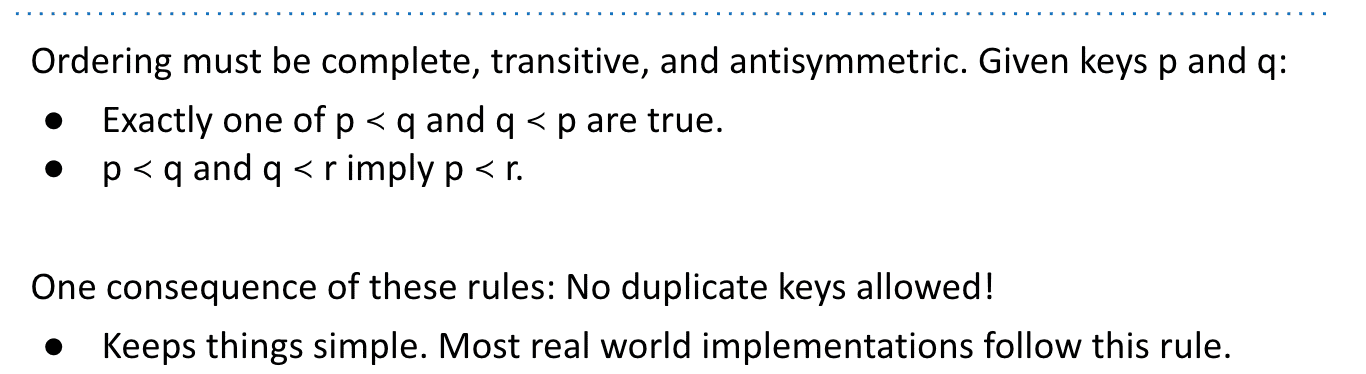 Ordering must be complete, transitive, and antisymmetric. Given keys p and q:
● Exactly one of p ≺ q and q ≺ p are true.
● p ≺ q and q ≺ r imply p ≺ r.
One consequence of these rules: No duplicate keys allowed!
● Keeps things simple. Most real world implementations follow this rule.